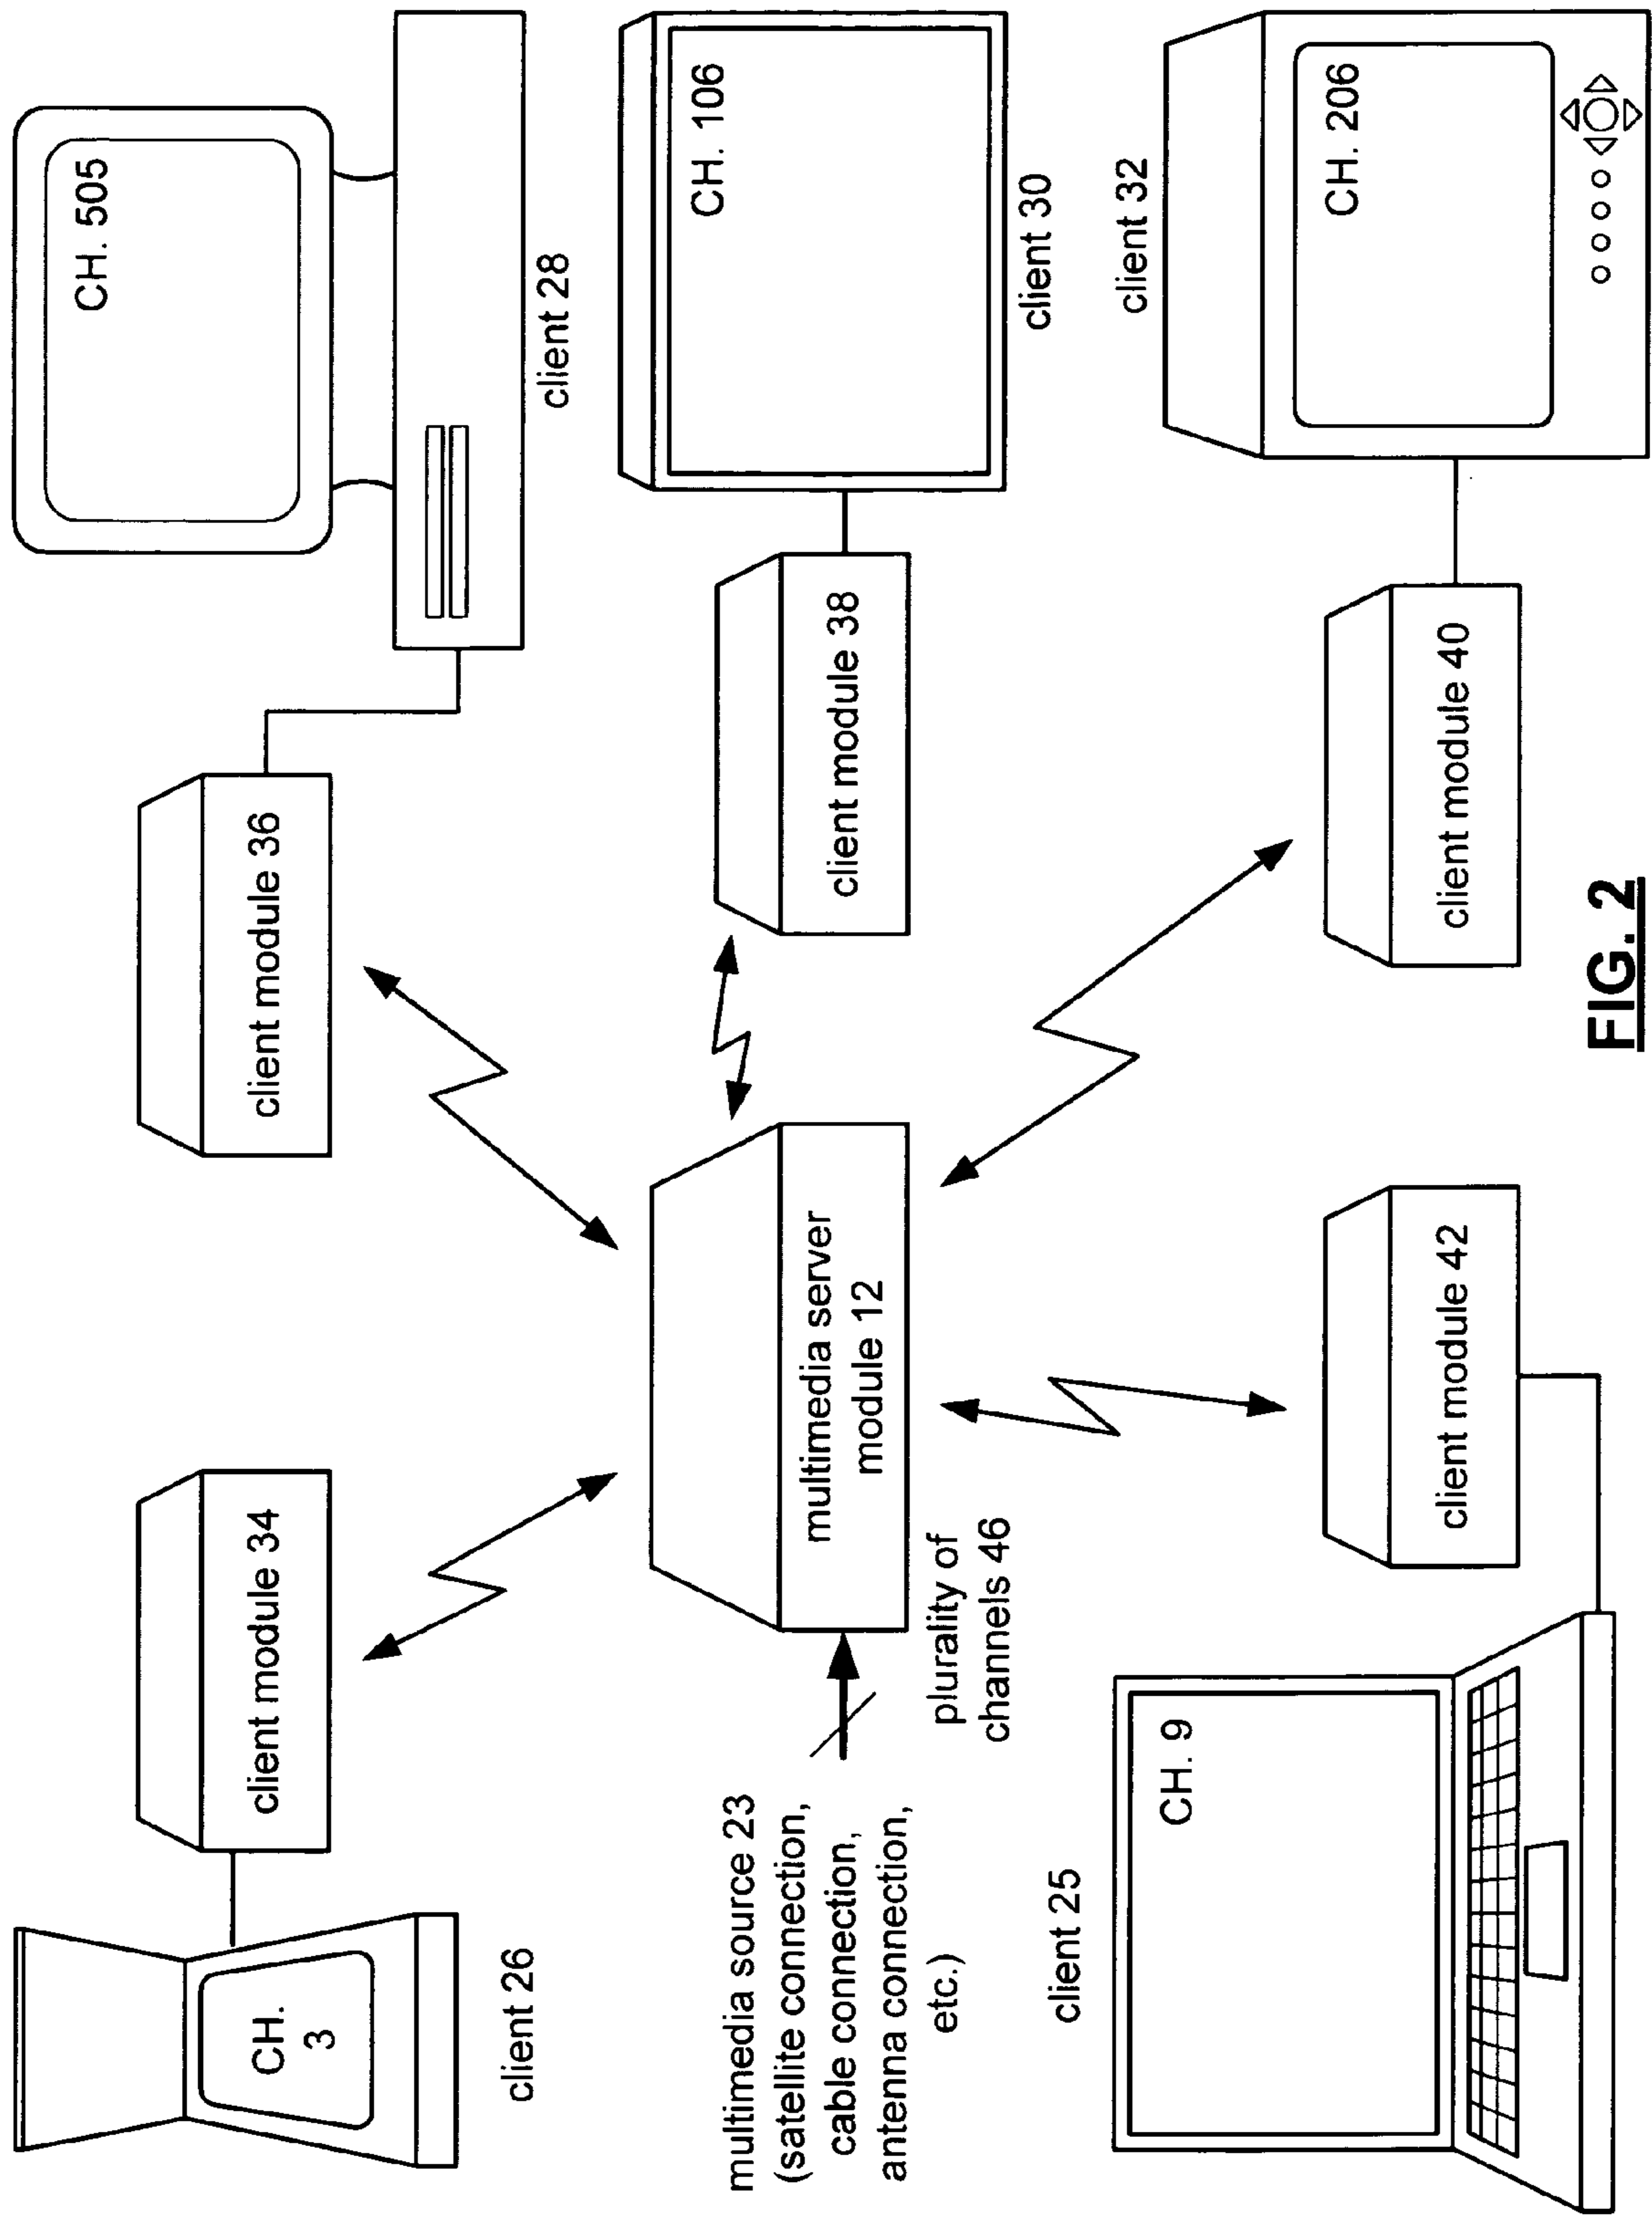 CH.
3
client 26
client module 34
client module 36
CH. 505
client 28
multimedia source 23
(satellite connection,
cable connection,
antenna connection,
etc.)
multimedia server
module 12
plurality of
channels 46
client module 38
CH. 106
client 30
client 25
CH. 9
client module 42
client module 40
client 32
CH. 206
FIG. 2